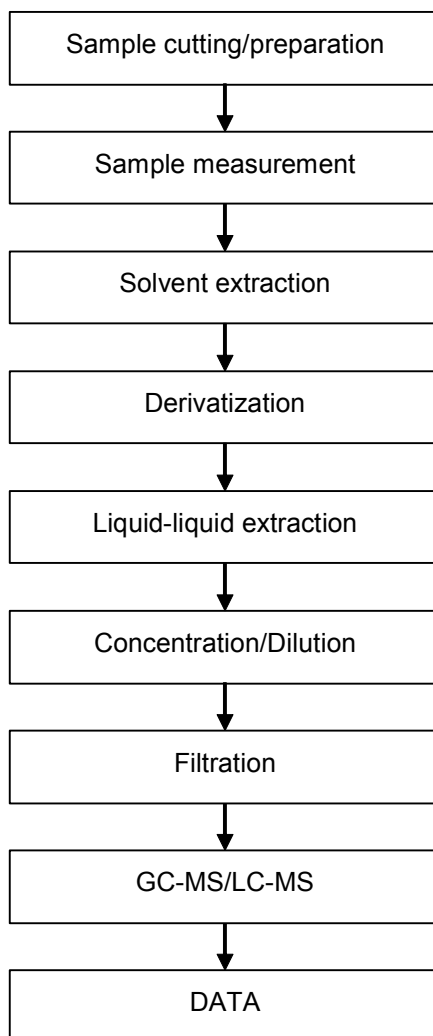 Sample cutting/preparation
Sample measurement
Solvent extraction
Derivatization
Liquid-liquid extraction
Concentration/Dilution
Filtration
GC-MS/LC-MS
DATA